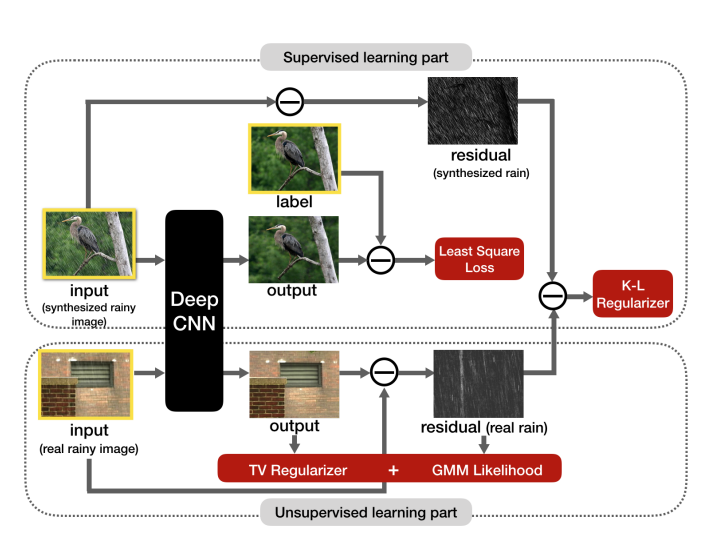 Supervised learning part
residual
(synthesized rain)
label
input
(synthesized rainy
image)
output
Least Square
Loss
K-L
Regularizer
Deep
CNN
input
(real rainy image)
output
residual (real rain)
TV Regularizer + GMM Likelihood
Unsupervised learning part